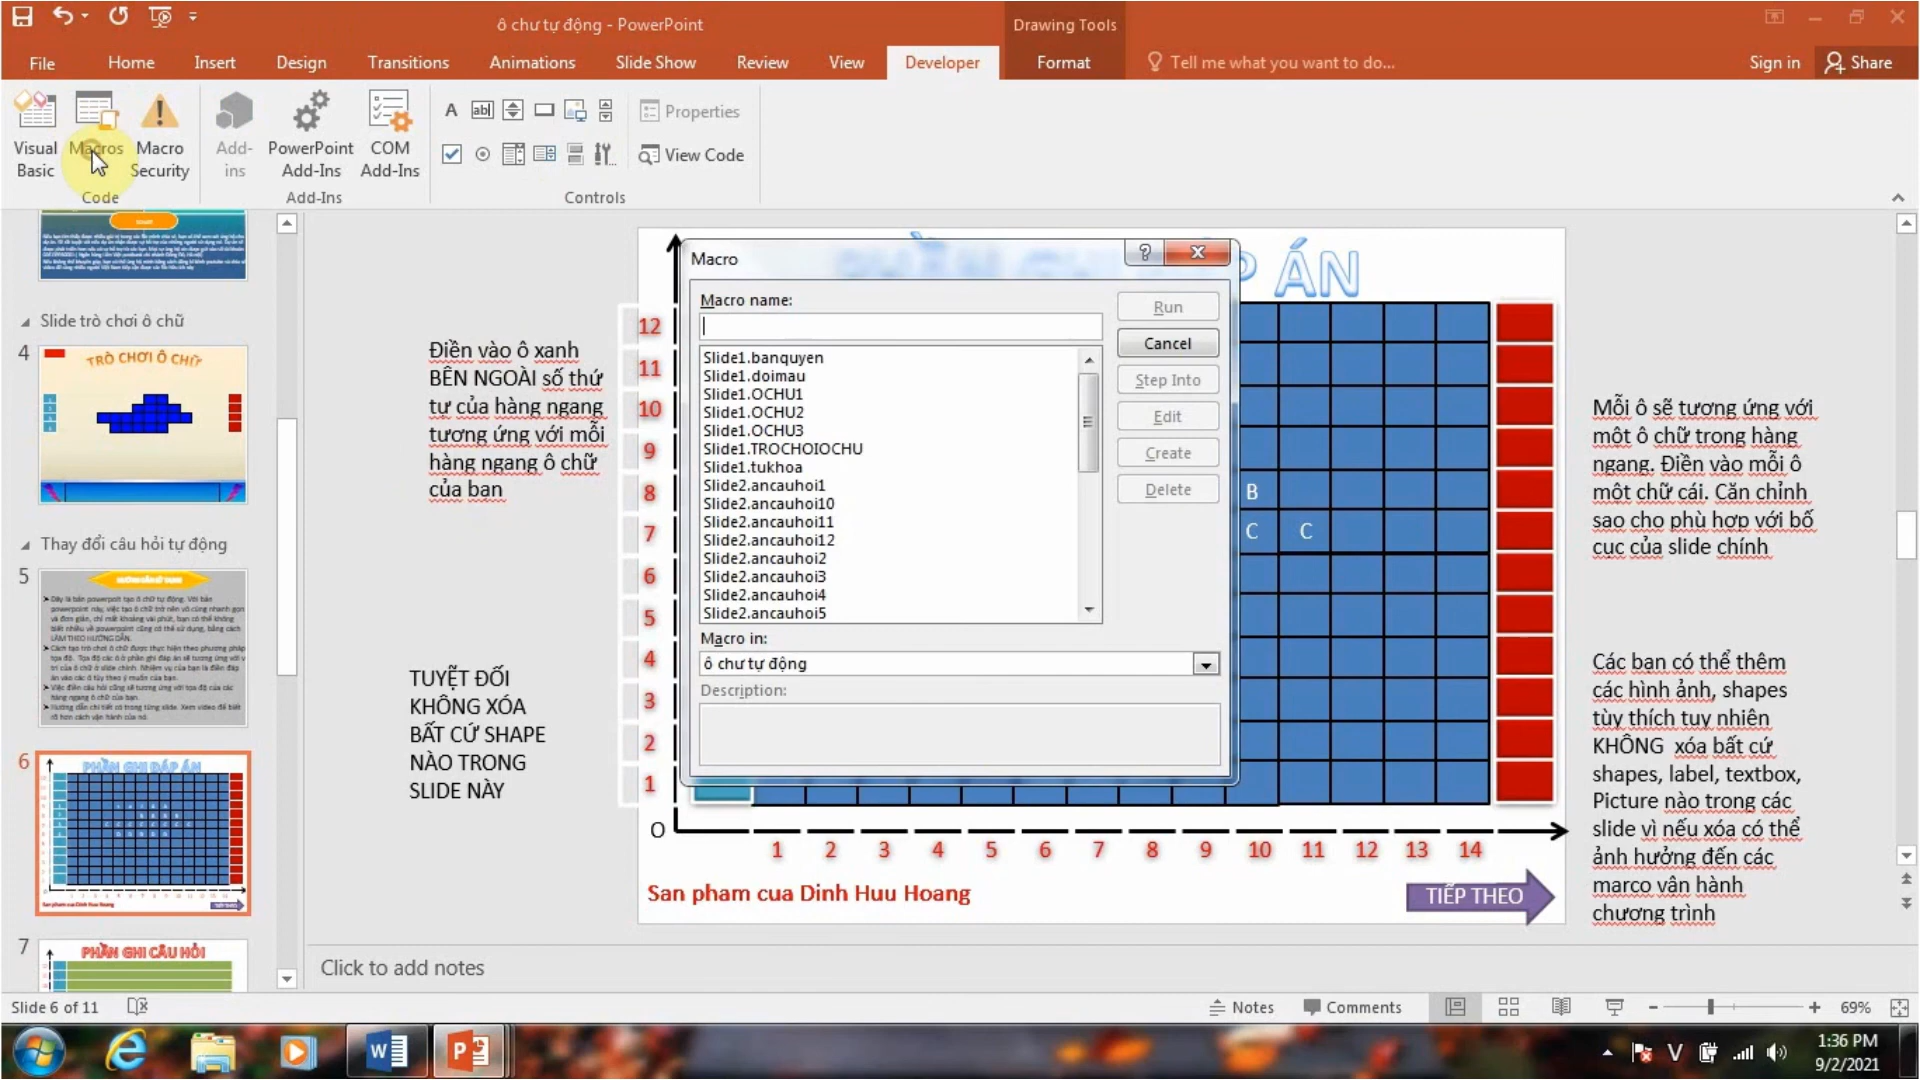 ô chư tự động - PowerPoint
Drawing Tools
File
Home
Insert
Design
Transitions
Animations
Slide Show
Review
View
Developer
Format
Tell me what you want to do...
Sign in
Share
Visual Basic
Macros
Macro Security
Add-ins
PowerPoint Add-Ins
COM Add-Ins
Properties
View Code
Code
Add-Ins
Controls
Slide trò chơi ô chữ
4
TRÒ CHƠI Ô CHỮ
Thay đổi câu hỏi tự động
5
6
PHẦN GHI ĐÁP ÁN
San pham cua Dinh Huu Hoang
TIẾP THEO
7
PHẦN GHI CÂU HỎI
Điền vào ô xanh
BÊN NGOÀI số thứ
tự của hàng ngang
tương ứng với mỗi
hàng ngang ô chữ
của bạn
TUYỆT ĐỐI
KHÔNG XÓA
BẤT CỨ SHAPE
NÀO TRONG
SLIDE NÀY
P ÁN
12
11
10
9
8
7
6
5
4
3
2
1
O
1 2 3 4 5 6 7 8 9 10 11 12 13 14
B
C C
San pham cua Dinh Huu Hoang
TIẾP THEO
Macro
Macro name:
Slide1.banquyen
Slide1.doimau
Slide1.OCHU1
Slide1.OCHU2
Slide1.OCHU3
Slide1.TROCHOIOCHU
Slide1.tukhoa
Slide2.ancauhoi1
Slide2.ancauhoi10
Slide2.ancauhoi11
Slide2.ancauhoi12
Slide2.ancauhoi2
Slide2.ancauhoi3
Slide2.ancauhoi4
Slide2.ancauhoi5
Run
Cancel
Step Into
Edit
Create
Delete
Macro in:
ô chư tự động
Description:
Mỗi ô sẽ tương ứng với
một ô chữ trong hàng
ngang. Điền vào mỗi ô
một chữ cái. Căn chỉnh
sao cho phù hợp với bố
cục của slide chính
Các bạn có thể thêm
các hình ảnh, shapes
tùy thích tuy nhiên
KHÔNG xóa bất cứ
shapes, label, textbox,
Picture nào trong các
slide vì nếu xóa có thể
ảnh hưởng đến các
marco vận hành
chương trình
Click to add notes
Slide 6 of 11
Notes
Comments
69%
1:36 PM
9/2/2021